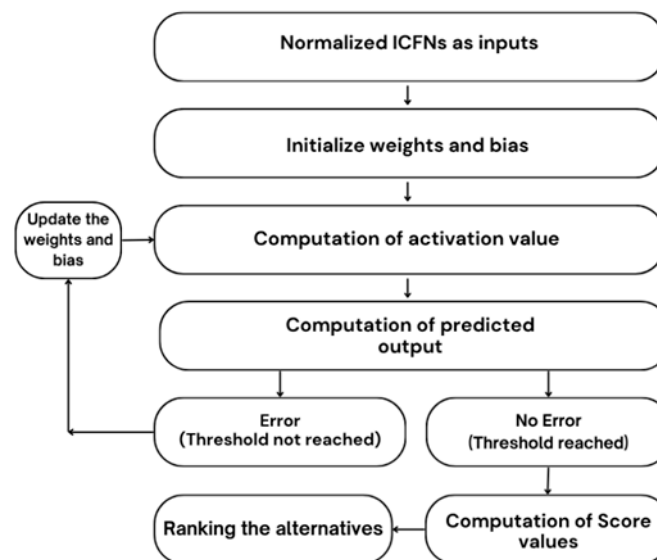 Normalized ICFNs as inputs
Initialize weights and bias
Update the
weights and
bias
Computation of activation value
Computation of predicted
output
Error
(Threshold not reached)
No Error
(Threshold reached)
Ranking the alternatives
Computation of Score
values